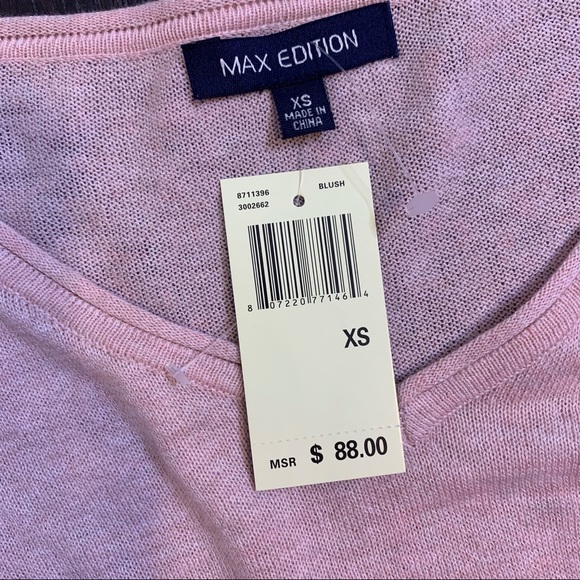 MAX EDITION
XS
MADE IN
CHINA
8711396 BLUSH
3002662
8 07220 77146 4
XS
MSR $ 88.00